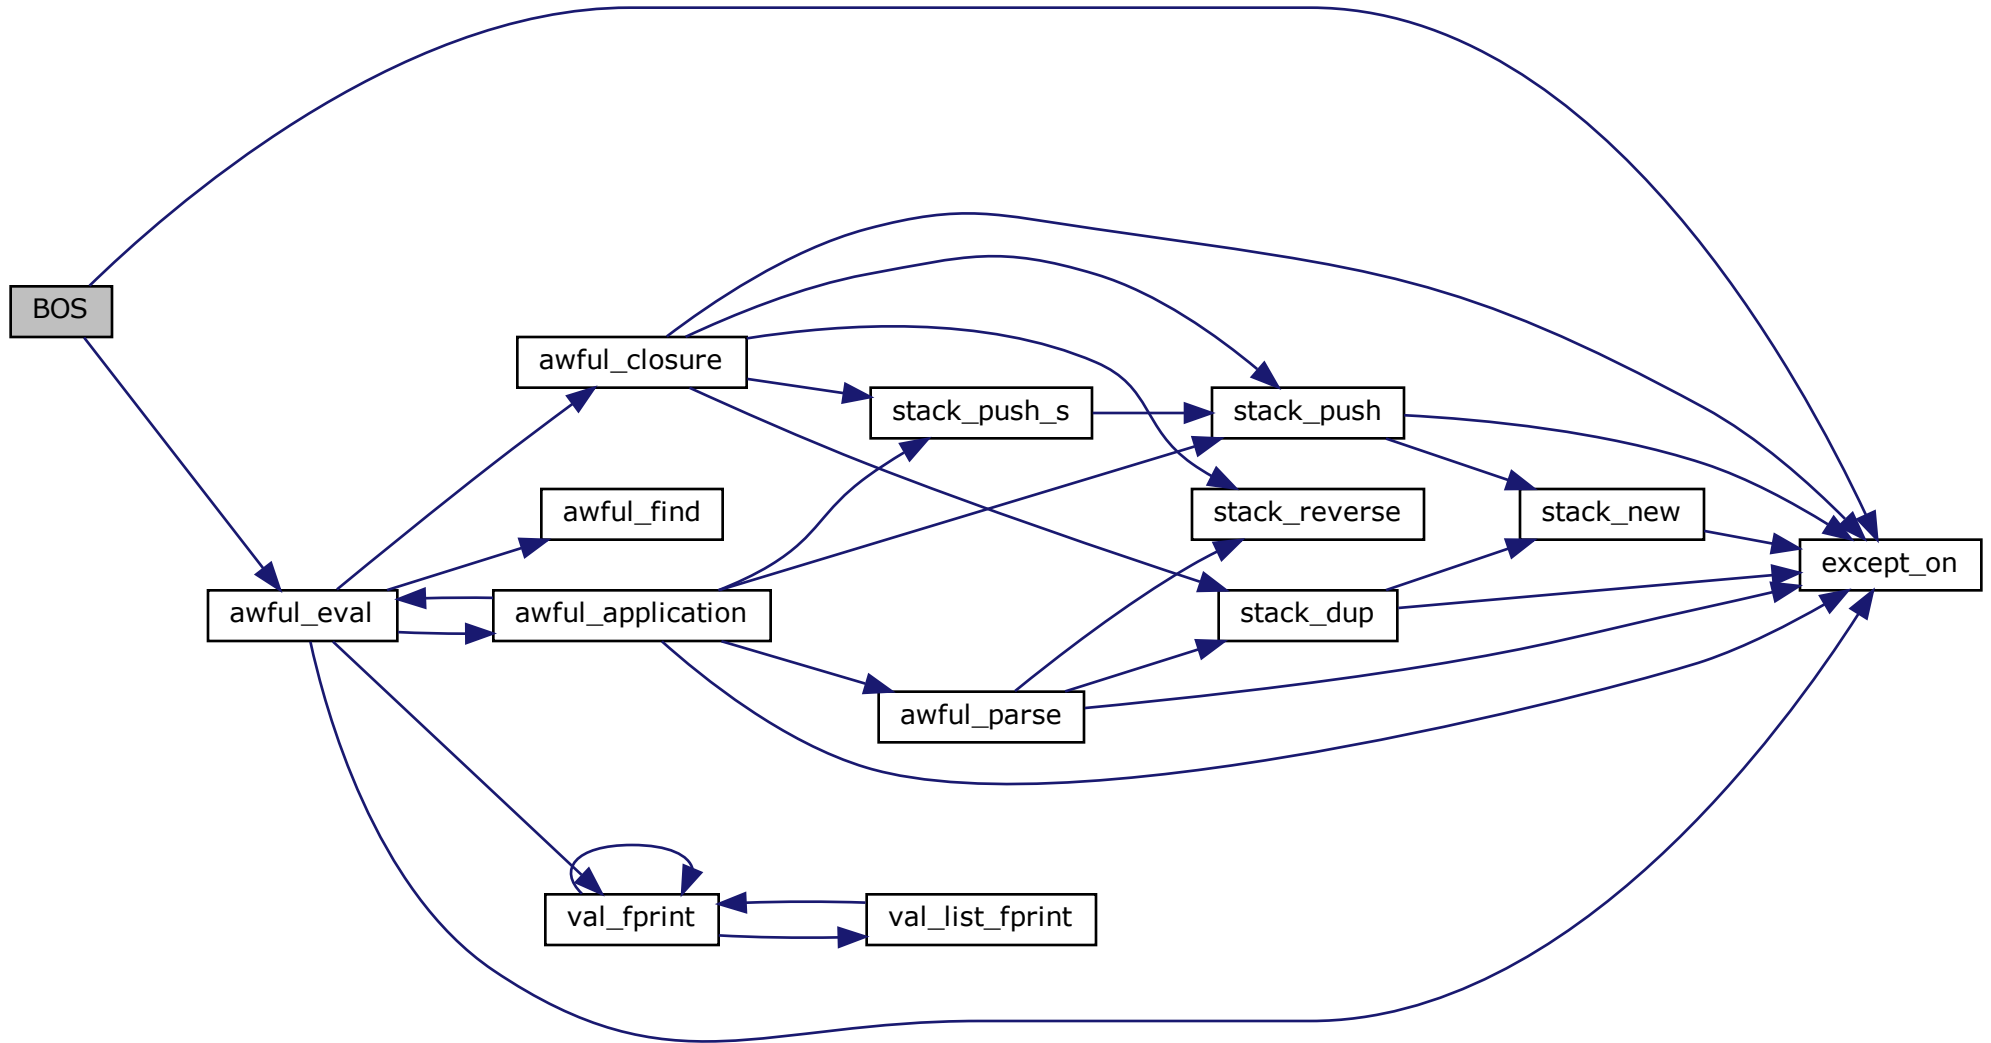 BOS
awful_closure
stack_push_s
stack_push
awful_find
stack_reverse
stack_new
except_on
awful_eval
awful_application
stack_dup
awful_parse
val_fprint
val_list_fprint